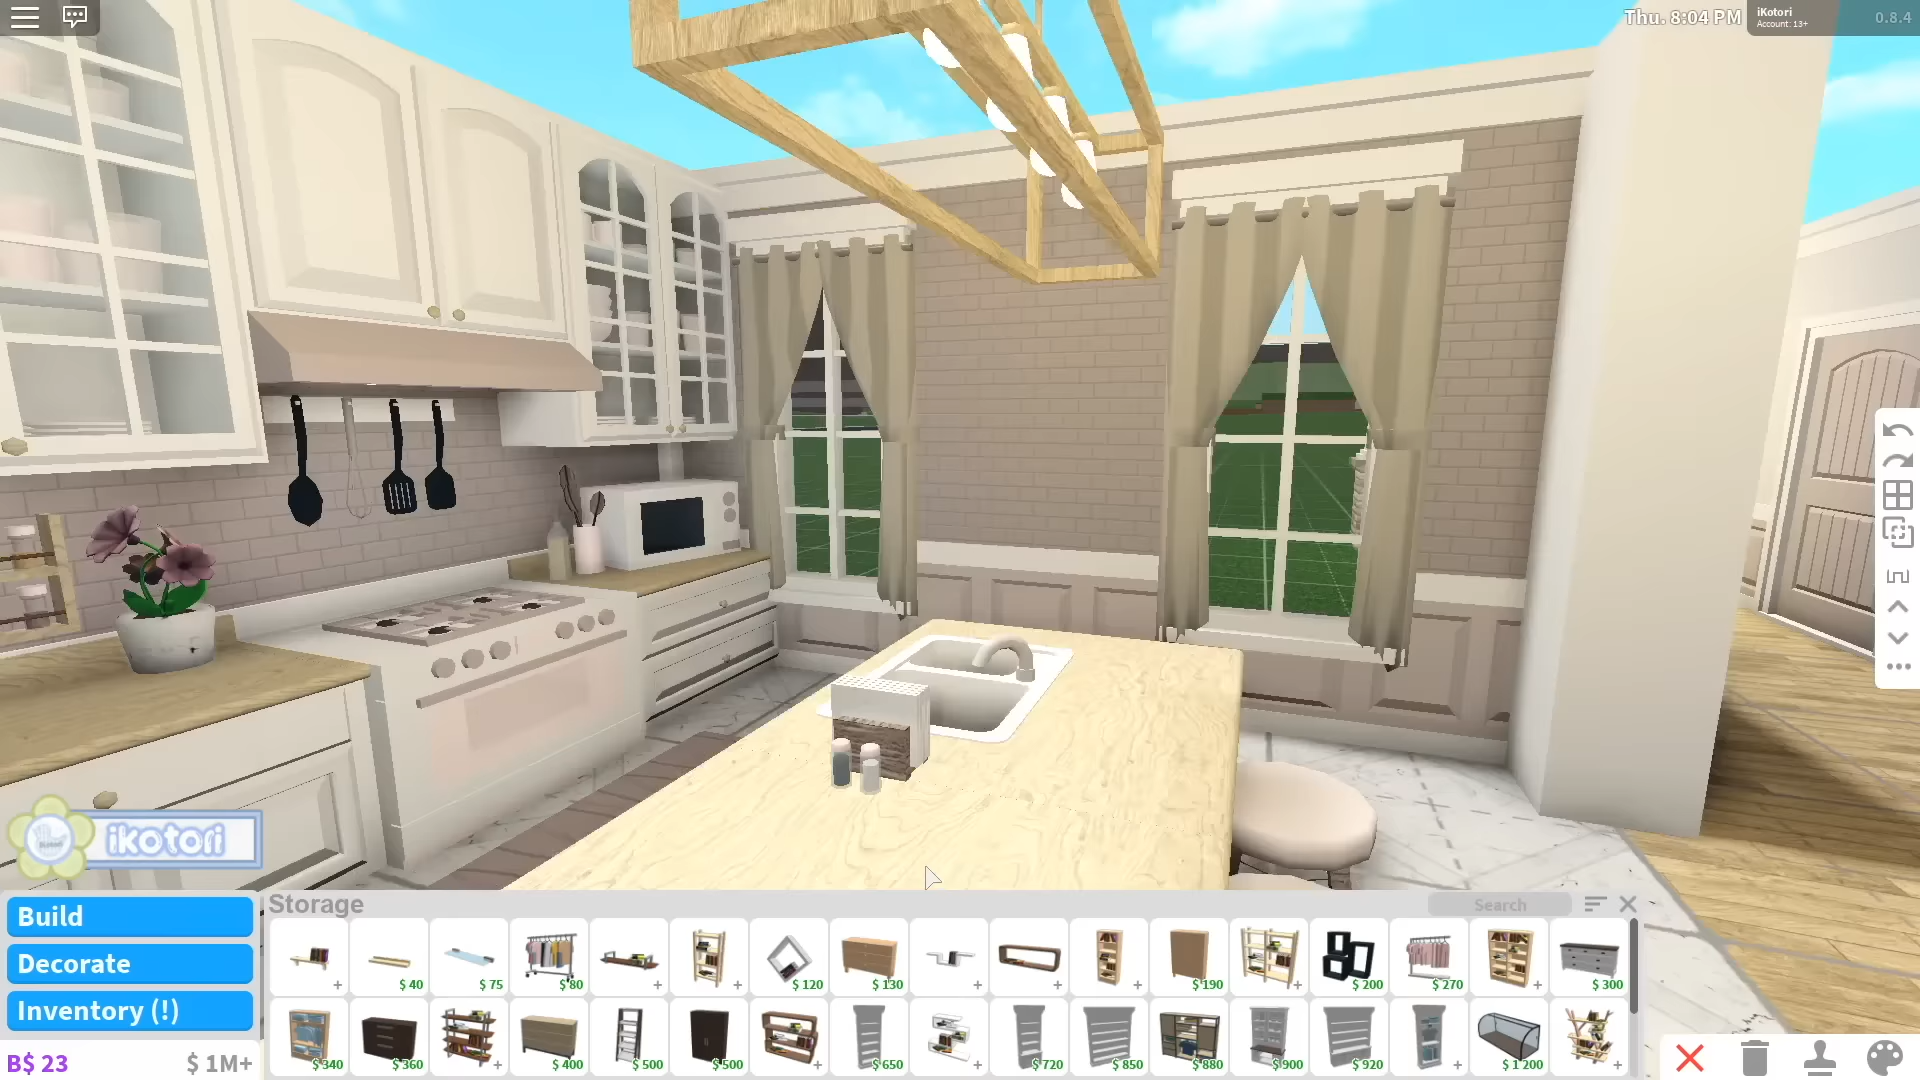 Thu. 8:04 PM
iKotori
Account: 13+
0.8.4
ikotori
Build
Decorate
Inventory (!)
B$ 23
$ 1M+
Storage
Search
+
$ 40
$ 75
$ 80
+
+
$ 120
$ 130
+
+
+
$ 190
+
$ 200
$ 270
+
$ 300
$ 340
$ 360
+
$ 400
$ 500
$ 500
+
$ 650
+
$ 720
$ 850
$ 880
$ 900
$ 920
+
$ 1 200
+